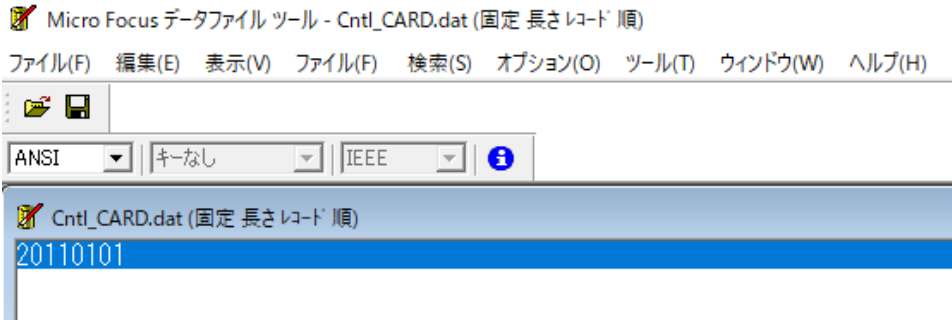 Micro Focus データファイル ツール - Cntl_CARD.dat (固定 長さ ﾚｺｰﾄﾞ 順)
ファイル(F) 編集(E) 表示(V) ファイル(F) 検索(S) オプション(O) ツール(T) ウィンドウ(W) ヘルプ(H)
ANSI キーなし IEEE
Cntl_CARD.dat (固定 長さ ﾚｺｰﾄﾞ 順)
20110101